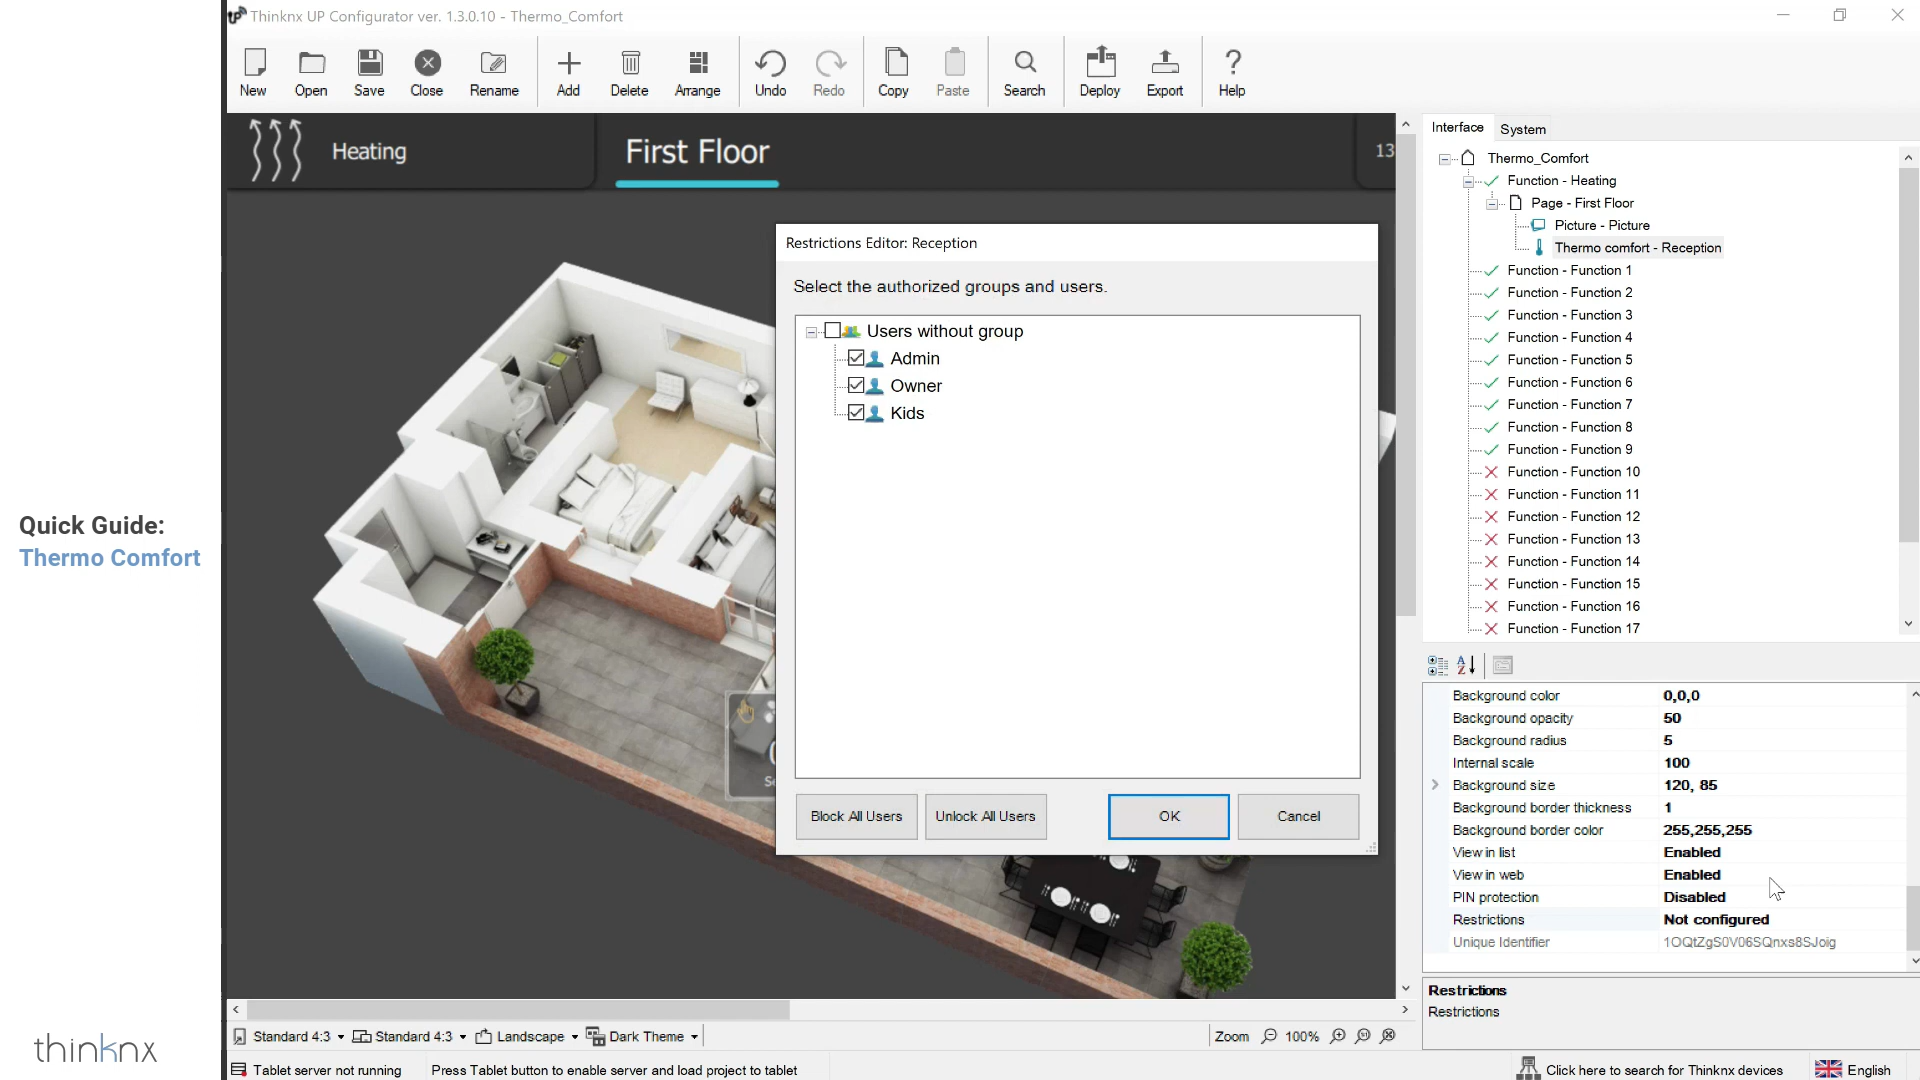 Thinknx UP Configurator ver. 1.3.0.10 - Thermo_Comfort
New
Open
Save
Close
Rename
Add
Delete
Arrange
Undo
Redo
Copy
Paste
Search
Deploy
Export
Help
Heating
First Floor
13
Quick Guide:
Thermo Comfort
thinknx
Restrictions Editor: Reception
Select the authorized groups and users.
Users without group
Admin
Owner
Kids
Block All Users
Unlock All Users
OK
Cancel
Interface
System
Thermo_Comfort
Function - Heating
Page - First Floor
Picture - Picture
Thermo comfort - Reception
Function - Function 1
Function - Function 2
Function - Function 3
Function - Function 4
Function - Function 5
Function - Function 6
Function - Function 7
Function - Function 8
Function - Function 9
Function - Function 10
Function - Function 11
Function - Function 12
Function - Function 13
Function - Function 14
Function - Function 15
Function - Function 16
Function - Function 17
Background color 0,0,0
Background opacity 50
Background radius 5
Internal scale 100
Background size 120, 85
Background border thickness 1
Background border color 255,255,255
View in list Enabled
View in web Enabled
PIN protection Disabled
Restrictions Not configured
Unique Identifier 1OQtZgS0V06SQnxs8SJoig
Restrictions
Restrictions
Standard 4:3
Standard 4:3
Landscape
Dark Theme
Zoom
100%
Tablet server not running
Press Tablet button to enable server and load project to tablet
Click here to search for Thinknx devices
English